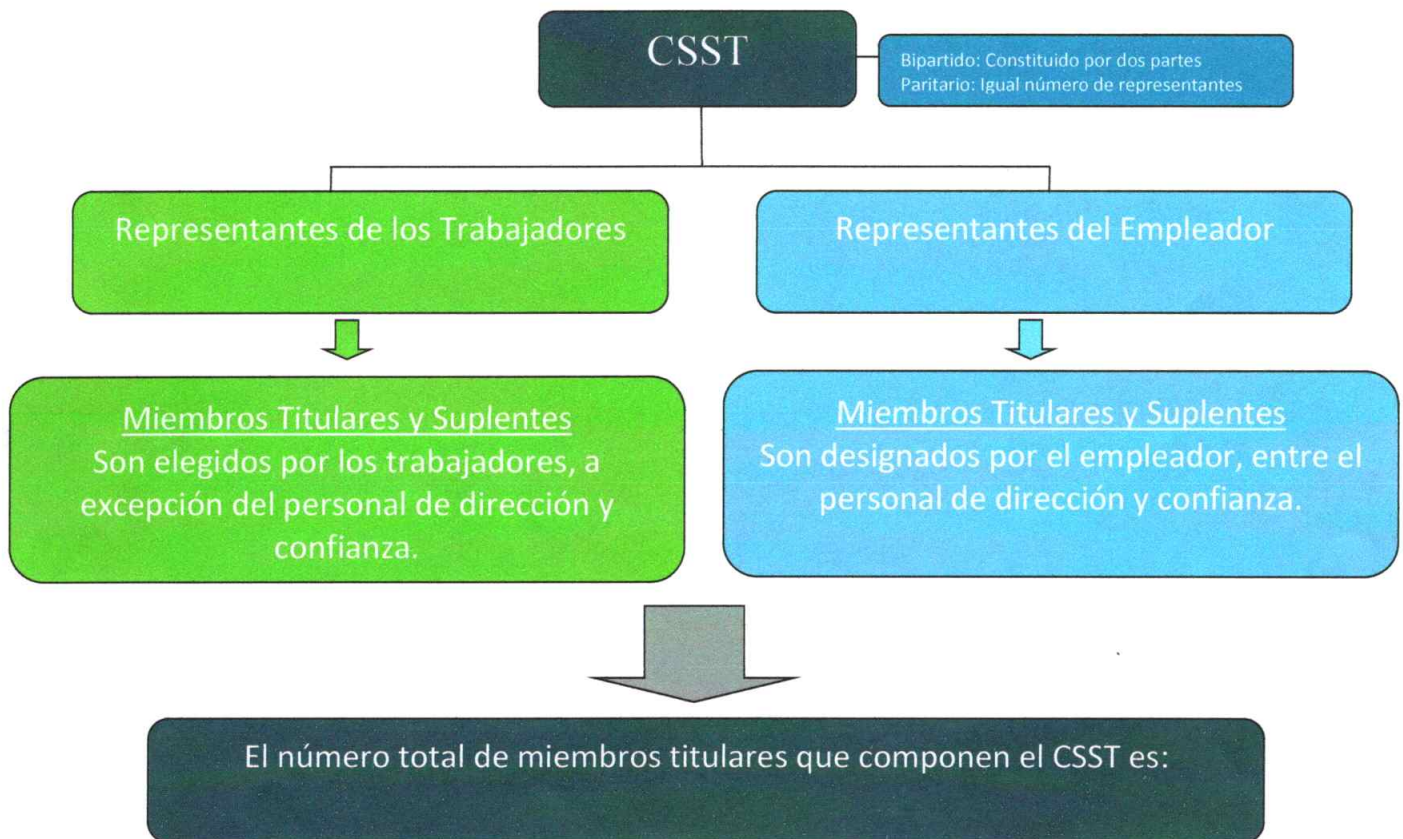 CSST
Bipartido: Constituido por dos partes
Paritario: Igual número de representantes
Representantes de los Trabajadores
Representantes del Empleador
Miembros Titulares y Suplentes
Son elegidos por los trabajadores, a
excepción del personal de dirección y
confianza.
Miembros Titulares y Suplentes
Son designados por el empleador, entre el
personal de dirección y confianza.
El número total de miembros titulares que componen el CSST es: